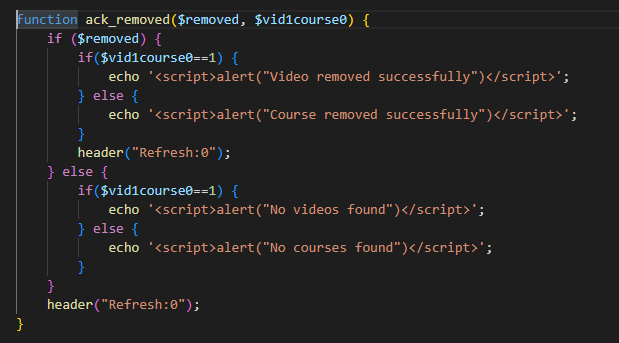 function ack_removed($removed, $vid1course0) {
    if ($removed) {
        if($vid1course0==1) {
            echo '<script>alert("Video removed successfully")</script>';
        } else {
            echo '<script>alert("Course removed successfully")</script>';
        }
        header("Refresh:0");
    } else {
        if($vid1course0==1) {
            echo '<script>alert("No videos found")</script>';
        } else {
            echo '<script>alert("No courses found")</script>';
        }
    }
    header("Refresh:0");
}